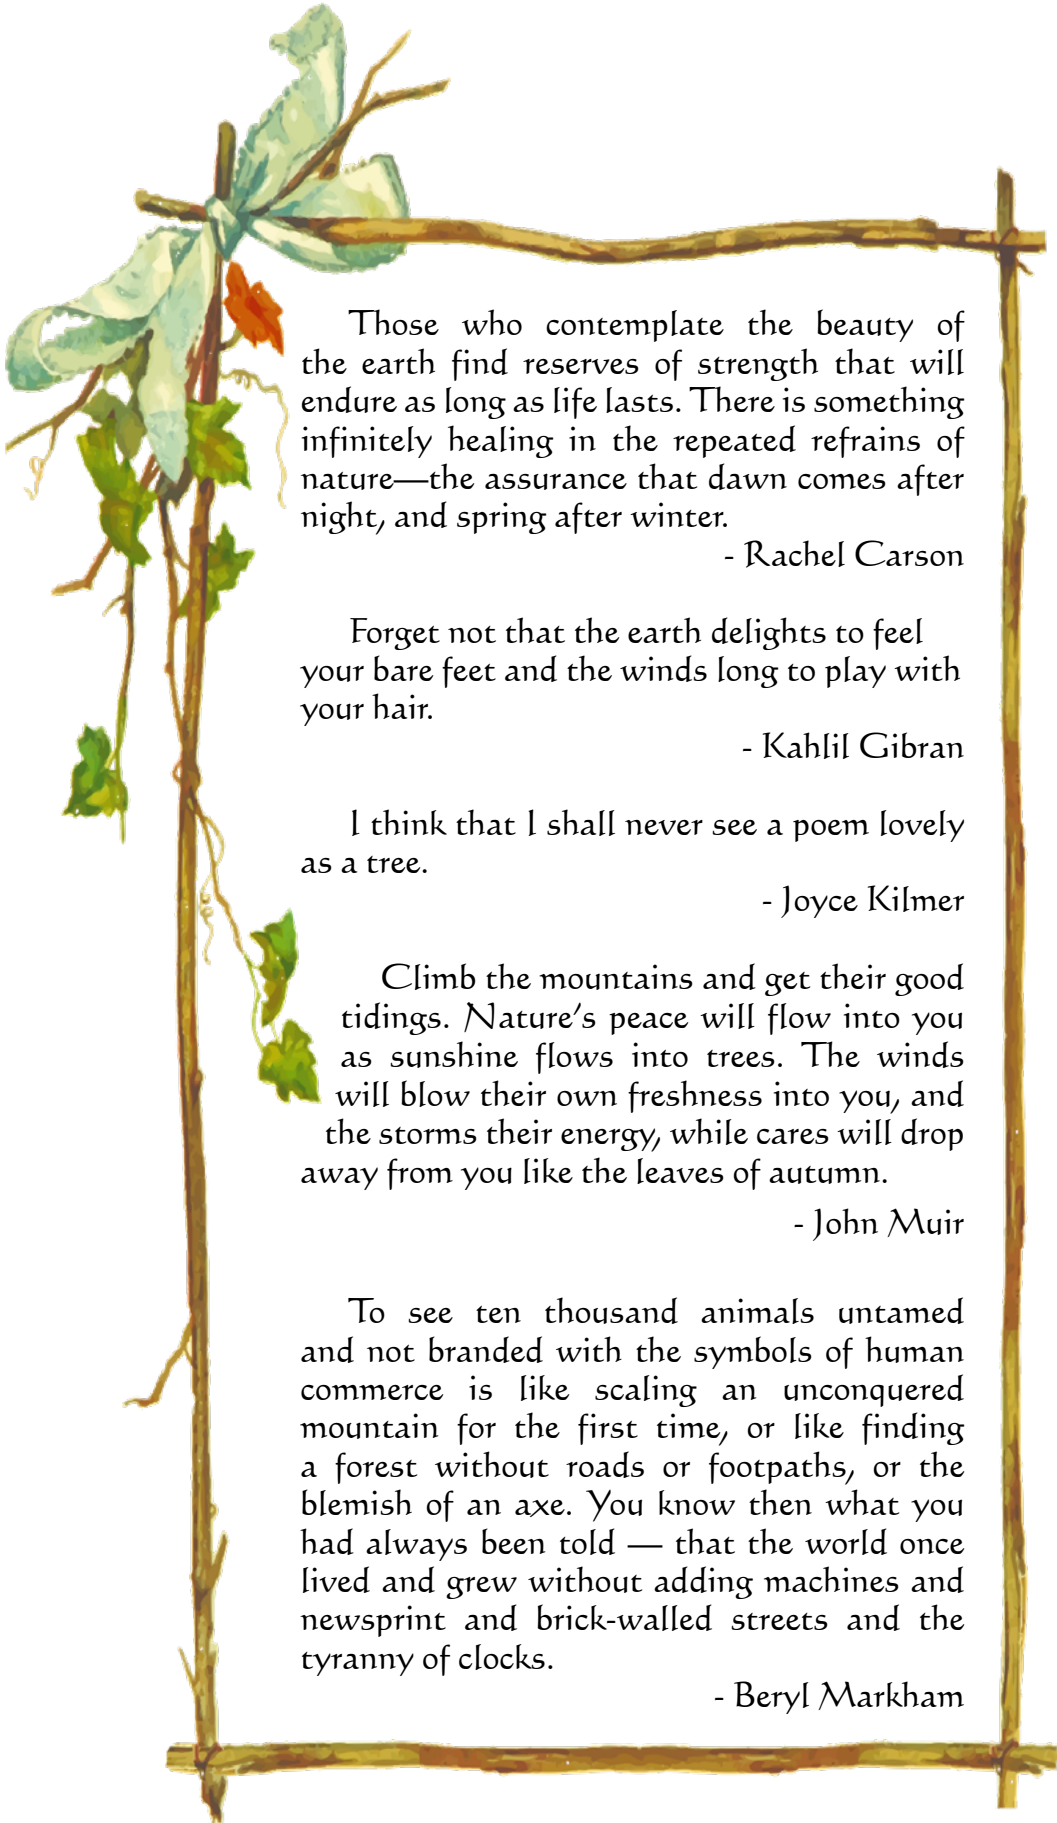 Those who contemplate the beauty of
the earth find reserves of strength that will
endure as long as life lasts. There is something
infinitely healing in the repeated refrains of
nature—the assurance that dawn comes after
night, and spring after winter.
- Rachel Carson
Forget not that the earth delights to feel
your bare feet and the winds long to play with
your hair.
- Kahlil Gibran
I think that I shall never see a poem lovely
as a tree.
- Joyce Kilmer
Climb the mountains and get their good
tidings. Nature's peace will flow into you
as sunshine flows into trees. The winds
will blow their own freshness into you, and
the storms their energy, while cares will drop
away from you like the leaves of autumn.
- John Muir
To see ten thousand animals untamed
and not branded with the symbols of human
commerce is like scaling an unconquered
mountain for the first time, or like finding
a forest without roads or footpaths, or the
blemish of an axe. You know then what you
had always been told — that the world once
lived and grew without adding machines and
newsprint and brick-walled streets and the
tyranny of clocks.
- Beryl Markham